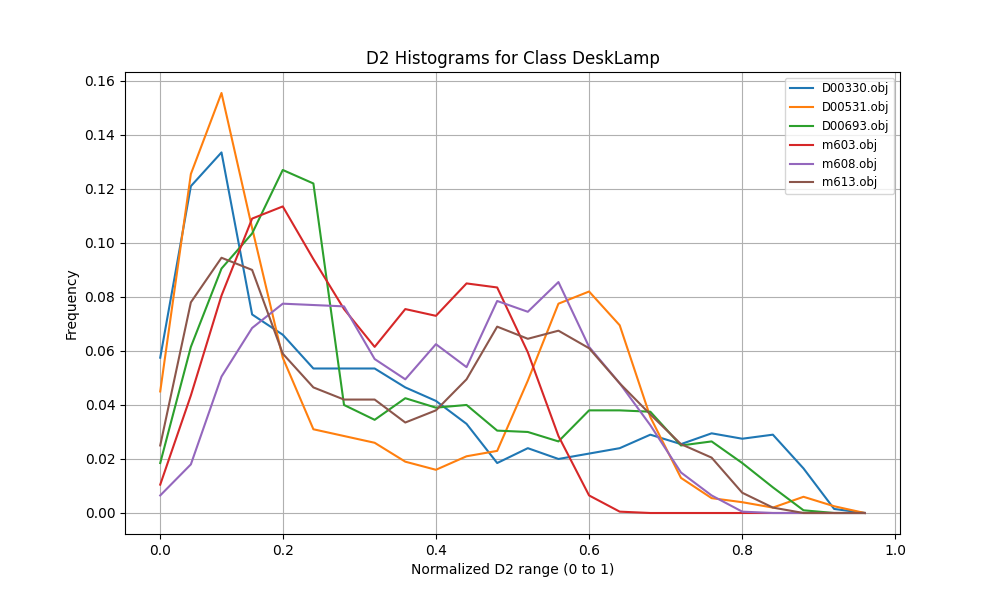 D2 Histograms for Class DeskLamp
0.16
0.14
0.12
0.10
0.08
0.06
0.04
0.02
0.00
Frequency
D00330.obj
D00531.obj
D00693.obj
m603.obj
m608.obj
m613.obj
0.0 0.2 0.4 0.6 0.8 1.0
Normalized D2 range (0 to 1)